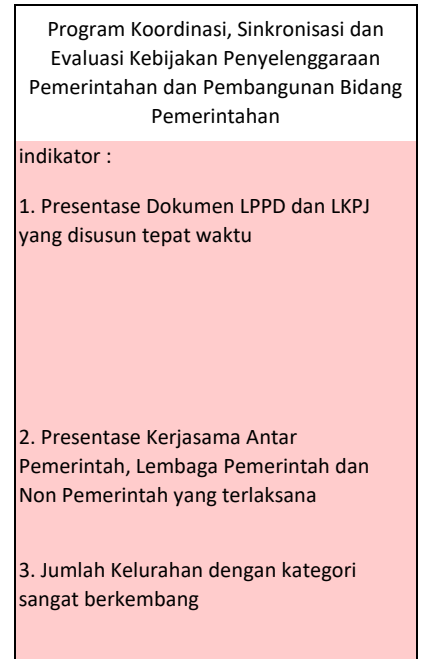 Program Koordinasi, Sinkronisasi dan
Evaluasi Kebijakan Penyelenggaraan
Pemerintahan dan Pembangunan Bidang
Pemerintahan
indikator :
1. Presentase Dokumen LPPD dan LKPJ
yang disusun tepat waktu
2. Presentase Kerjasama Antar
Pemerintah, Lembaga Pemerintah dan
Non Pemerintah yang terlaksana
3. Jumlah Kelurahan dengan kategori
sangat berkembang